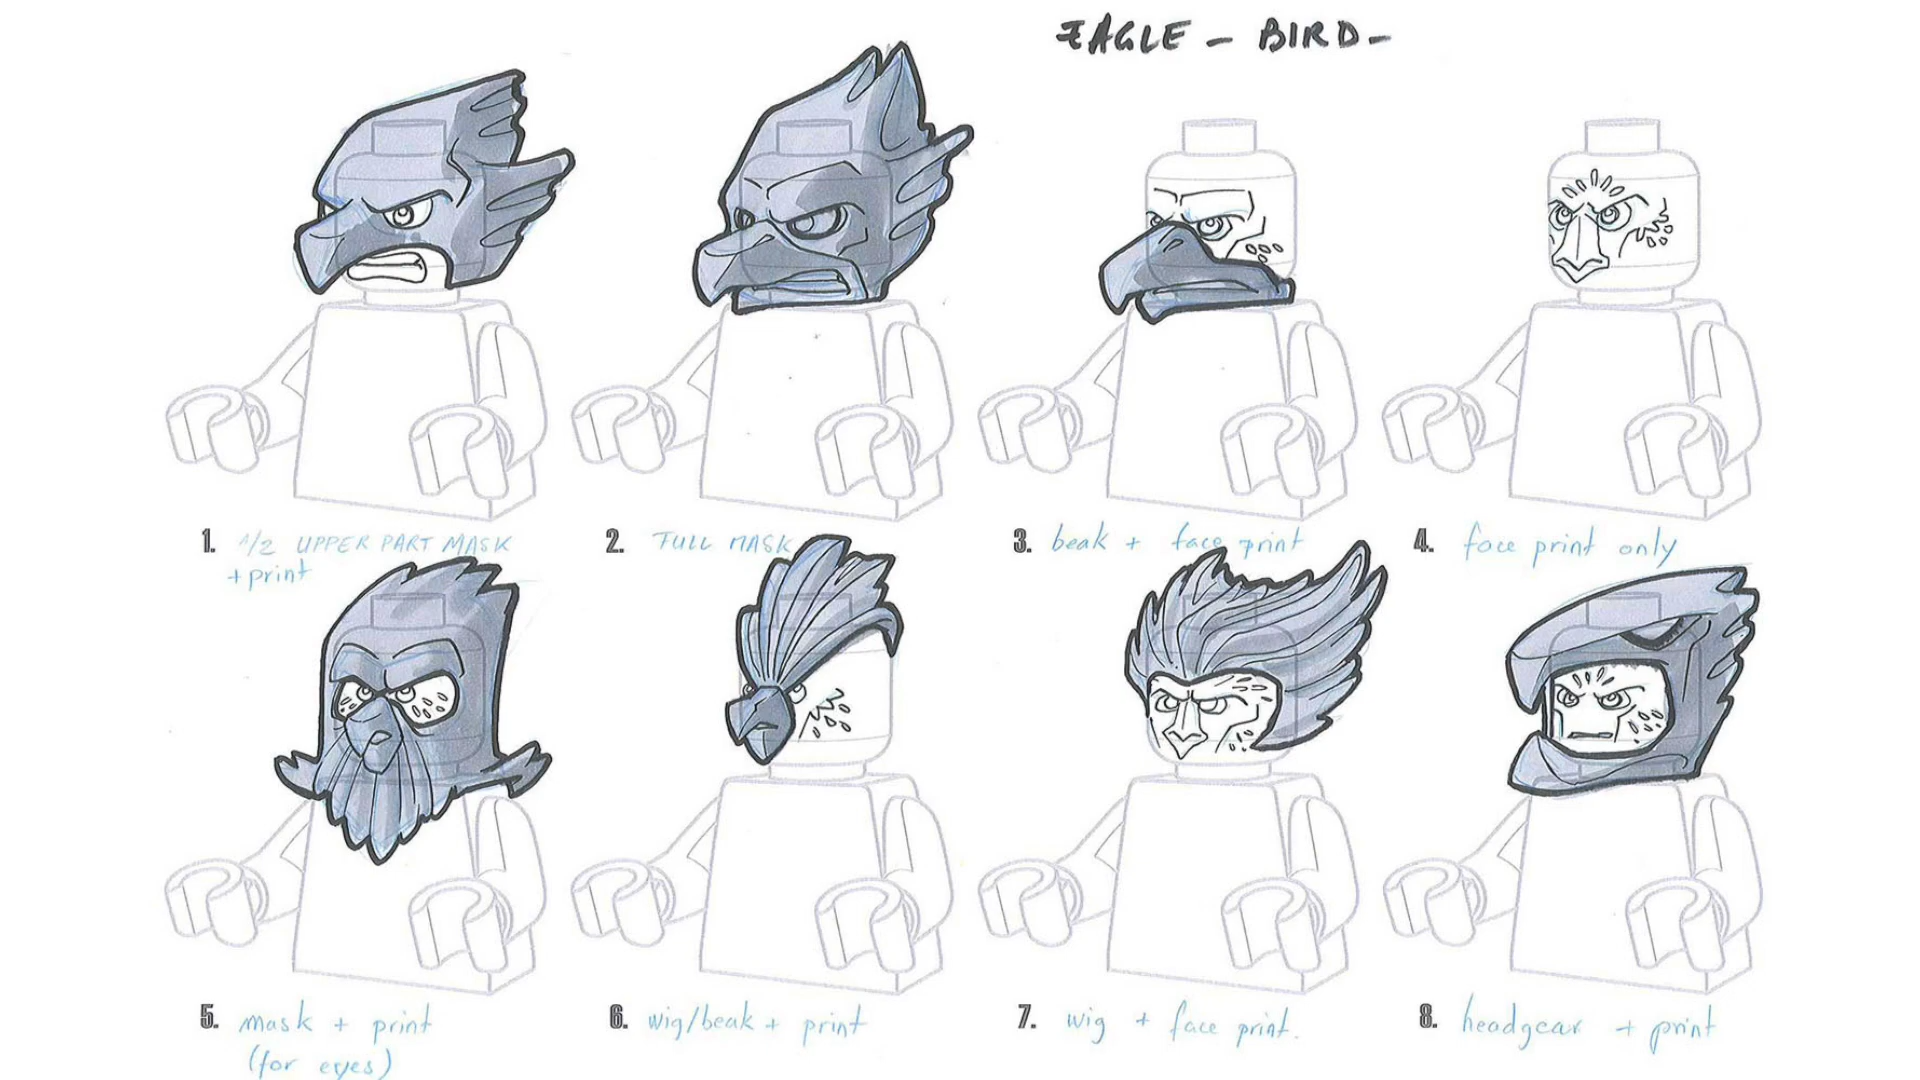 EAGLE - BIRD -
1. 1/2 UPPER PART MASK
+ print
2. FULL MASK
3. beak + face print
4. face print only
5. mask + print
(for eyes)
6. wig/beak + print
7. wig + face print.
8. headgear + print